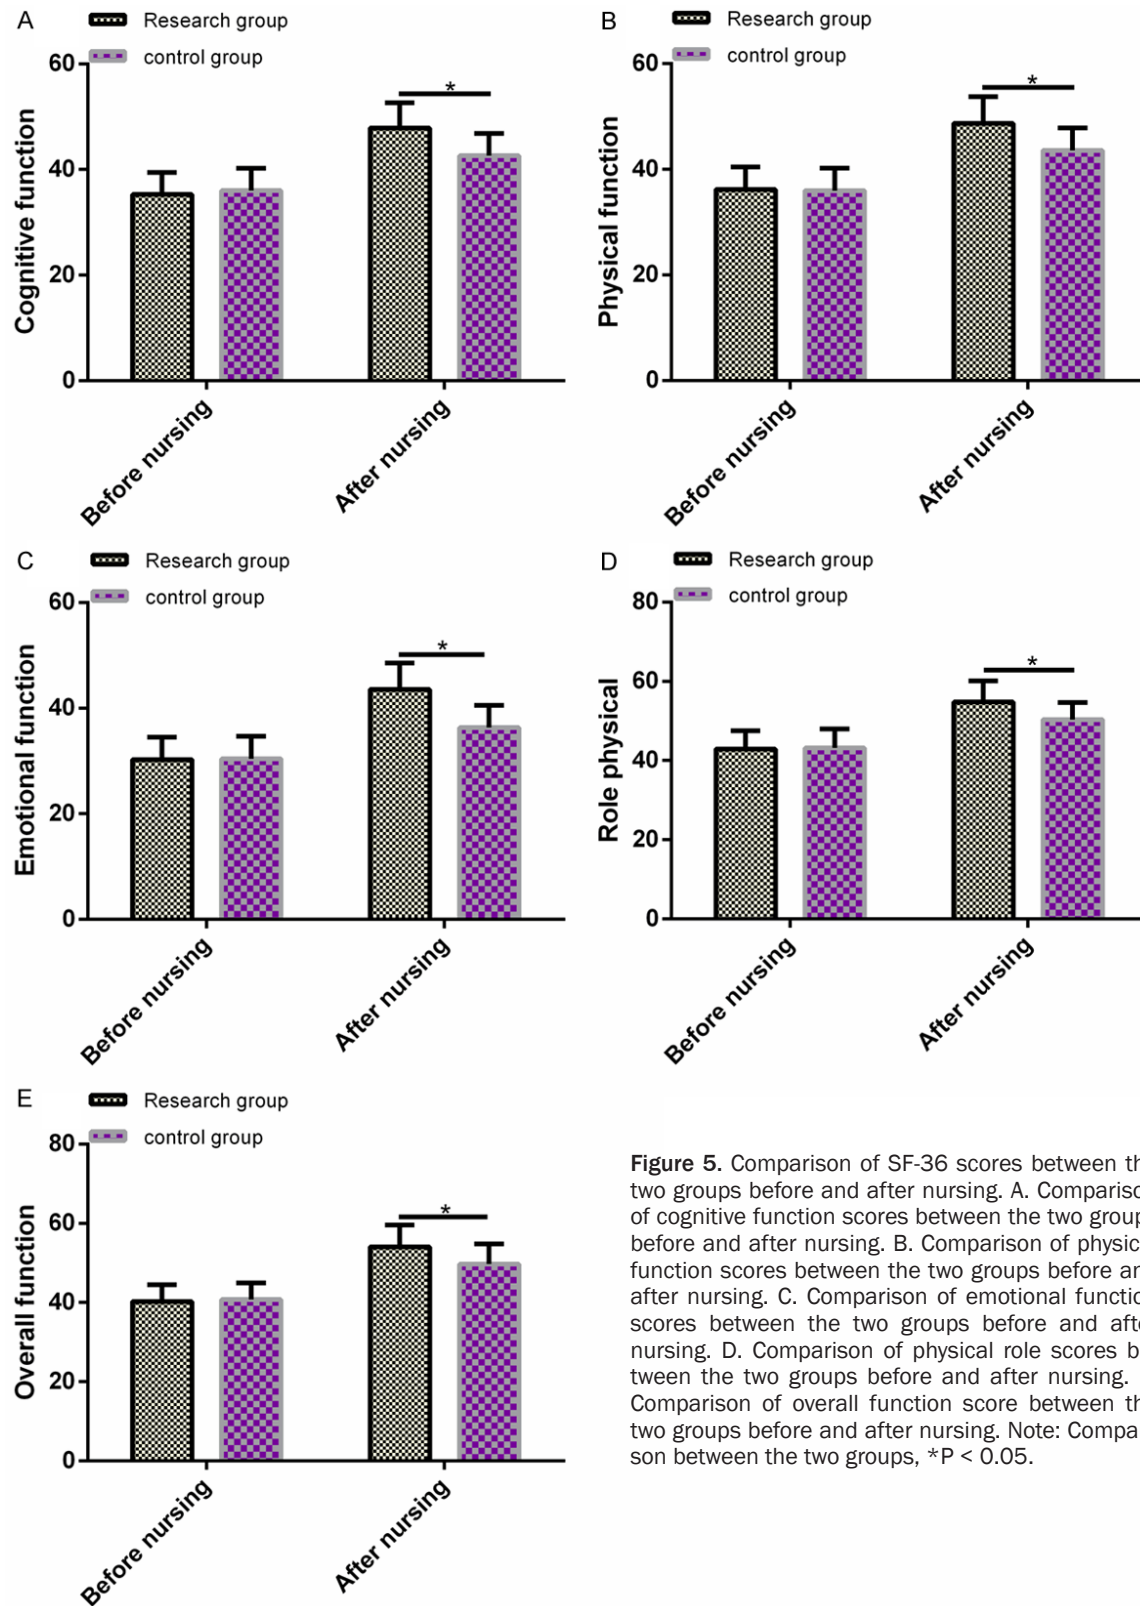 A
Research group
control group
60
40
20
0
Cognitive function
*
Before nursing
After nursing
B
Research group
control group
60
40
20
0
Physical function
*
Before nursing
After nursing
C
Research group
control group
60
40
20
0
Emotional function
*
Before nursing
After nursing
D
Research group
control group
80
60
40
20
0
Role physical
*
Before nursing
After nursing
E
Research group
control group
80
60
40
20
0
Overall function
*
Before nursing
After nursing
Figure 5. Comparison of SF-36 scores between th
two groups before and after nursing. A. Compariso
of cognitive function scores between the two group
before and after nursing. B. Comparison of physic
function scores between the two groups before an
after nursing. C. Comparison of emotional functio
scores between the two groups before and afte
nursing. D. Comparison of physical role scores b
tween the two groups before and after nursing.
Comparison of overall function score between th
two groups before and after nursing. Note: Compa
son between the two groups, *P < 0.05.